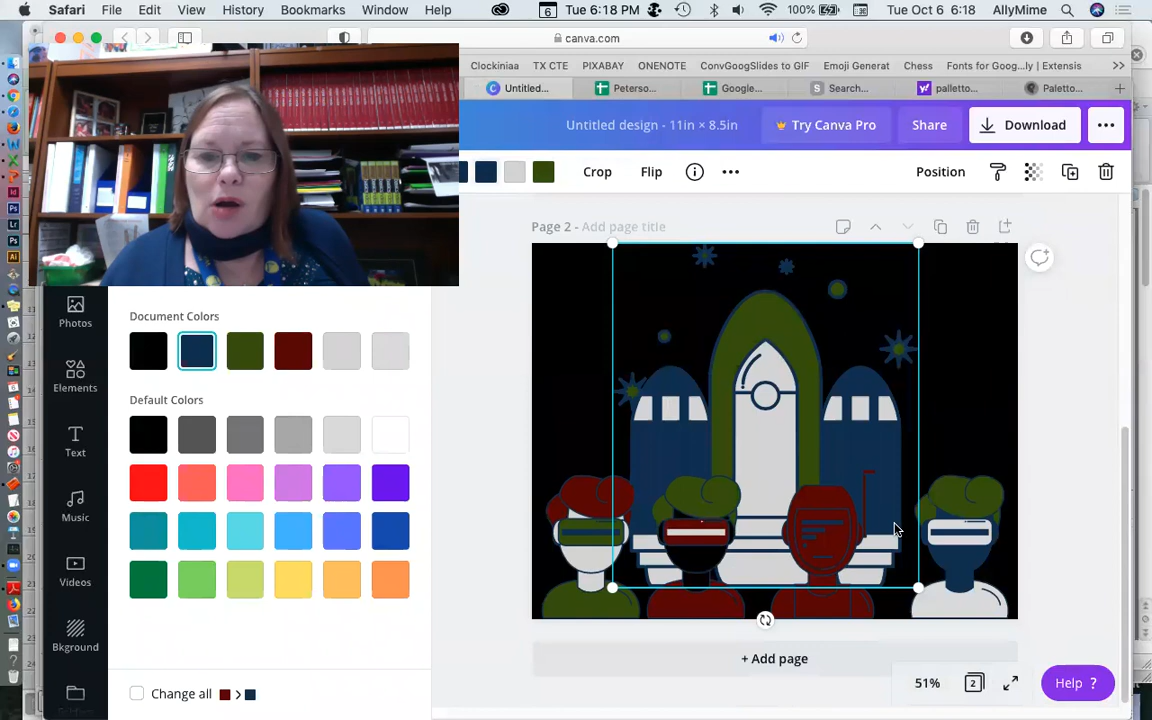 Safari File Edit View History Bookmarks Window Help 6 Tue 6:18 PM 100% Tue Oct 6 6:18 AllyMime
canva.com
Clockiniaa TX CTE PIXABAY ONENOTE ConvGoogSlides to GIF Emoji Generat Chess Fonts for Goog...ly | Extensis >>
Untitled... Peterso... Google... S Search... palletto... Paletto...
Untitled design - 11in × 8.5in Try Canva Pro Share Download
Crop Flip Position
Page 2 - Add page title
Photos
Elements
Text
Music
Videos
Bkground
Document Colors
Default Colors
Change all
+ Add page
51% 2 Help ?